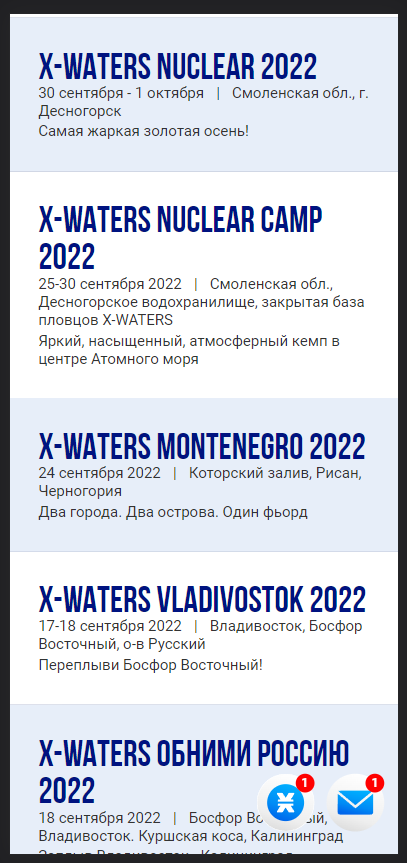 X-WATERS NUCLEAR 2022
30 сентября - 1 октября | Смоленская обл., г.
Десногорск
Самая жаркая золотая осень!
X-WATERS NUCLEAR CAMP
2022
25-30 сентября 2022 | Смоленская обл.,
Десногорское водохранилище, закрытая база
пловцов X-WATERS
Яркий, насыщенный, атмосферный кемп в
центре Атомного моря
X-WATERS MONTENEGRO 2022
24 сентября 2022 | Которский залив, Рисан,
Черногория
Два города. Два острова. Один фьорд
X-WATERS VLADIVOSTOK 2022
17-18 сентября 2022 | Владивосток, Босфор
Восточный, о-в Русский
Переплыви Босфор Восточный!
X-WATERS ОБНИМИ РОССИЮ
2022
1 1
18 сентября 2022 | Босфор
Владивосток. Куршская коса, Калининград